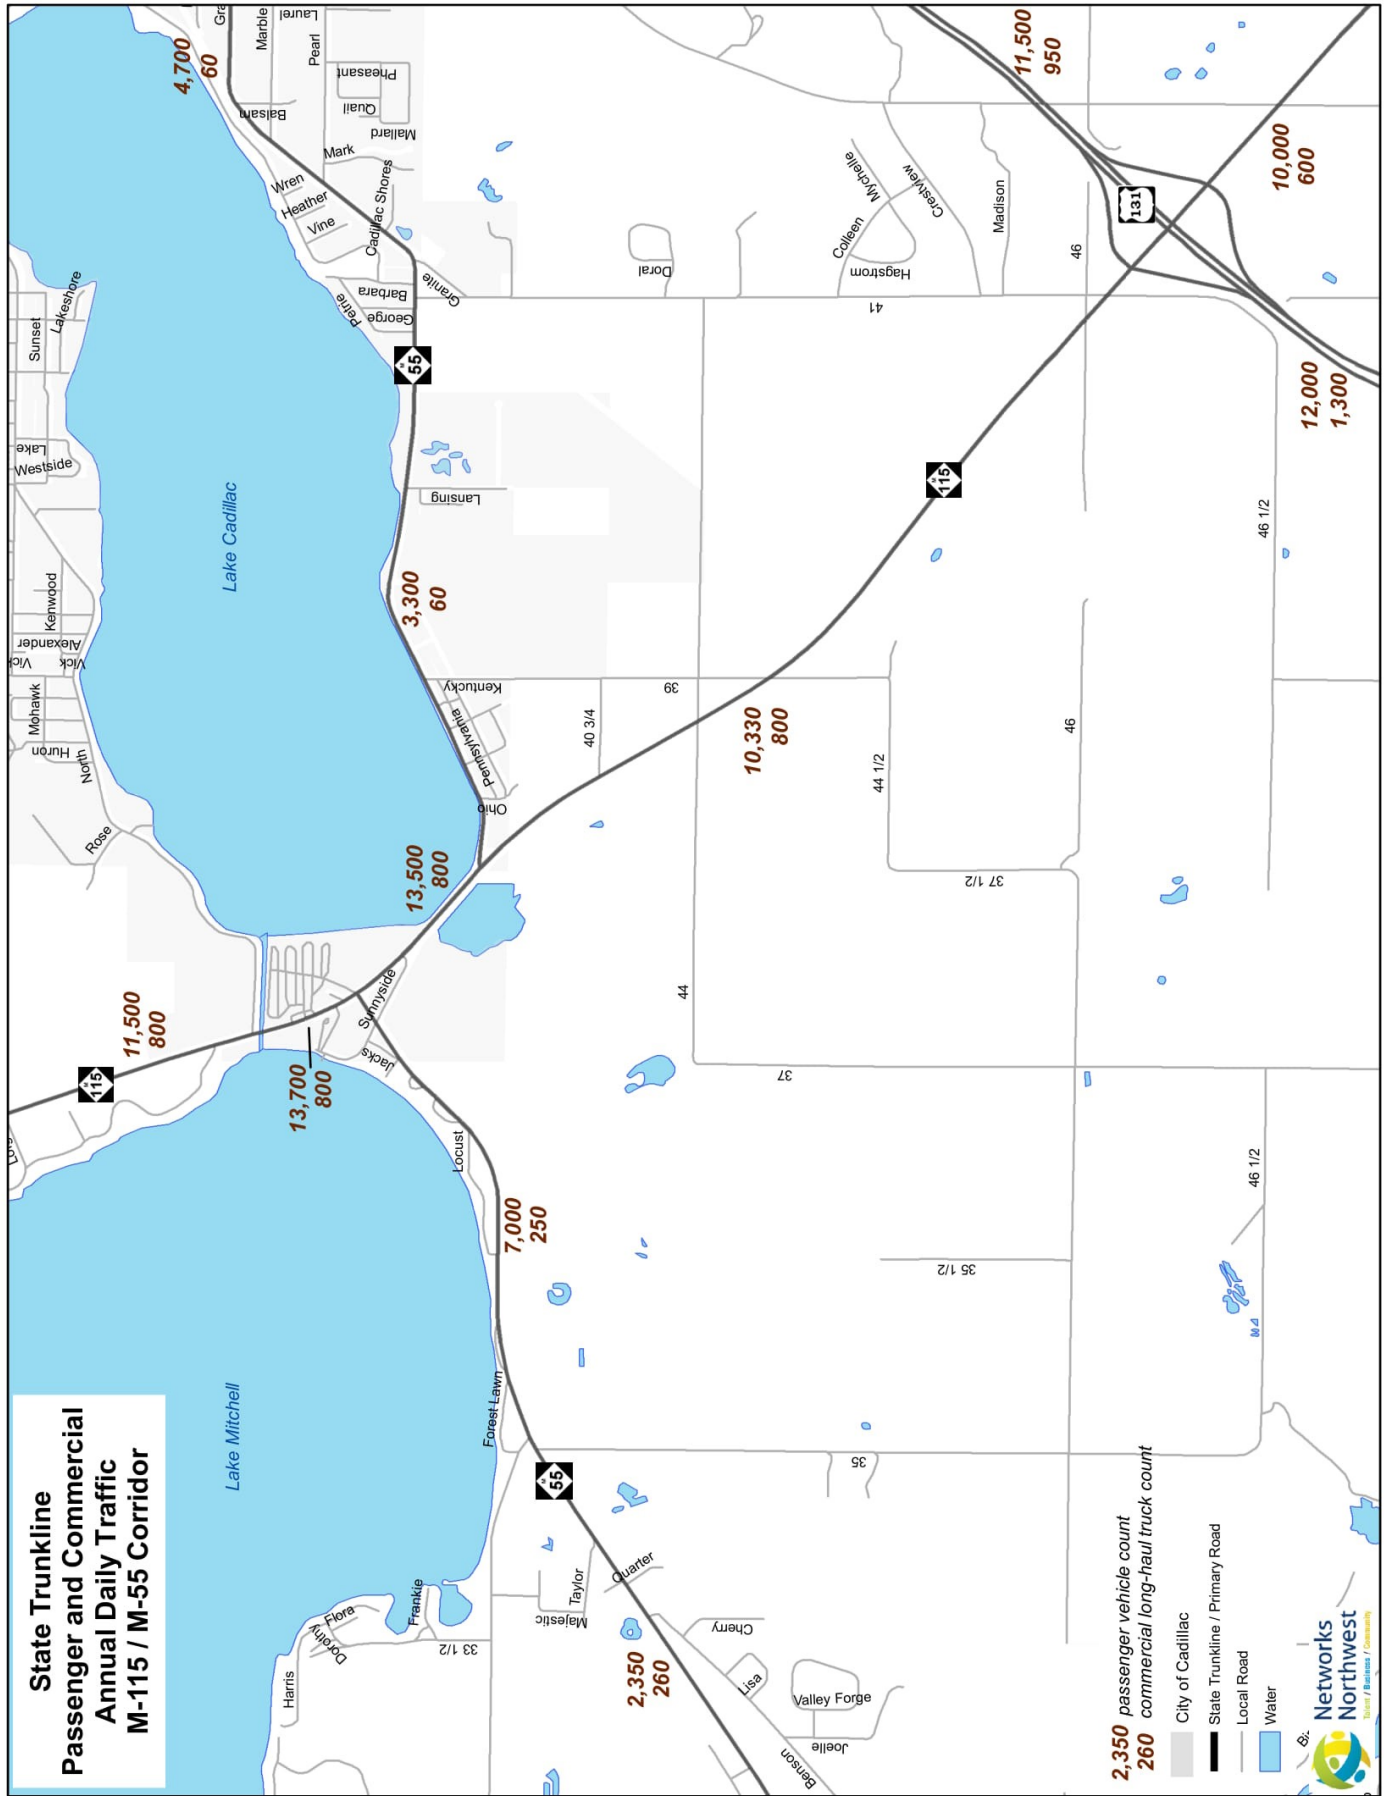 State Trunkline
Passenger and Commercial
Annual Daily Traffic
M-115 / M-55 Corridor
Lake Mitchell
Lake Cadillac
Harris
Dorothy
Flora
Frankie
33 1/2
Majestic
Taylor
Quarter
Cherry
Lisa
Valley Forge
Joelle
Benson
2,350
260
M
55
Forest Lawn
35
7,000
250
Locust
Jacks
Sunnyside
13,700
800
M
115
11,500
800
13,500
800
Rose
North
Huron
Mohawk
Vick
Alexander
Kenwood
Westside
Lake
Sunset
Lakeshore
Ohio
Pennsylvania
Kentucky
3,300
60
Lansing
M
55
George
Petrie
Barbara
Granite
Cadillac Shores
Vine
Heather
Wren
Mark
Mallard
Quail
Pheasant
Balsam
Pearl
Marble
Laurel
4,700
60
40 3/4
39
10,330
800
44
37
44 1/2
37 1/2
46
35 1/2
46 1/2
46 1/2
M
115
Doral
41
Colleen
Mychelle
Hagstrom
Crestview
Madison
46
131
11,500
950
10,000
600
12,000
1,300
2,350 passenger vehicle count
260 commercial long-haul truck count
City of Cadillac
State Trunkline / Primary Road
Local Road
Water
Networks
Northwest
Talent / Business / Community